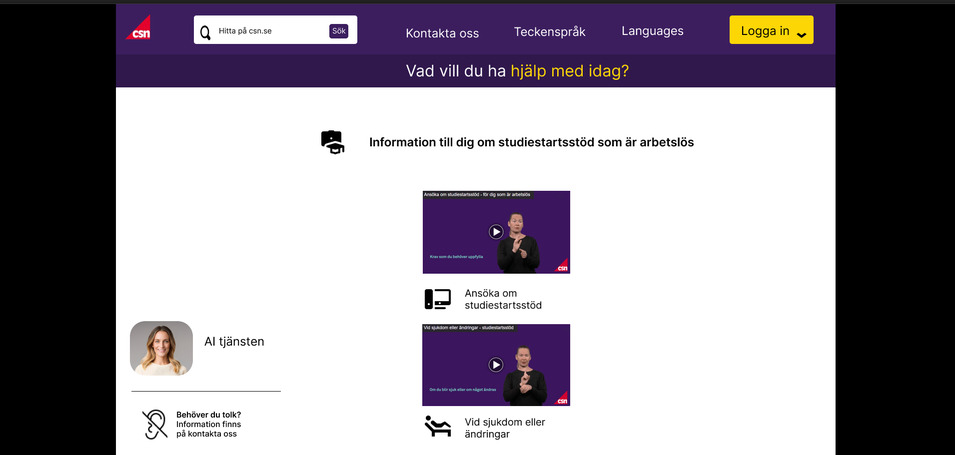 csn
Hitta på csn.se
Sök
Kontakta oss
Teckenspråk
Languages
Logga in
Vad vill du ha hjälp med idag?
Information till dig om studiestartsstöd som är arbetslös
Ansöka om studiestartsstöd - för dig som är arbetslös
Krav som du behöver uppfylla
csn
Ansöka om
studiestartsstöd
Vid sjukdom eller ändringar - studiestartsstöd
Om du blir sjuk eller om något ändras
csn
Vid sjukdom eller
ändringar
AI tjänsten
Behöver du tolk?
Information finns
på kontakta oss